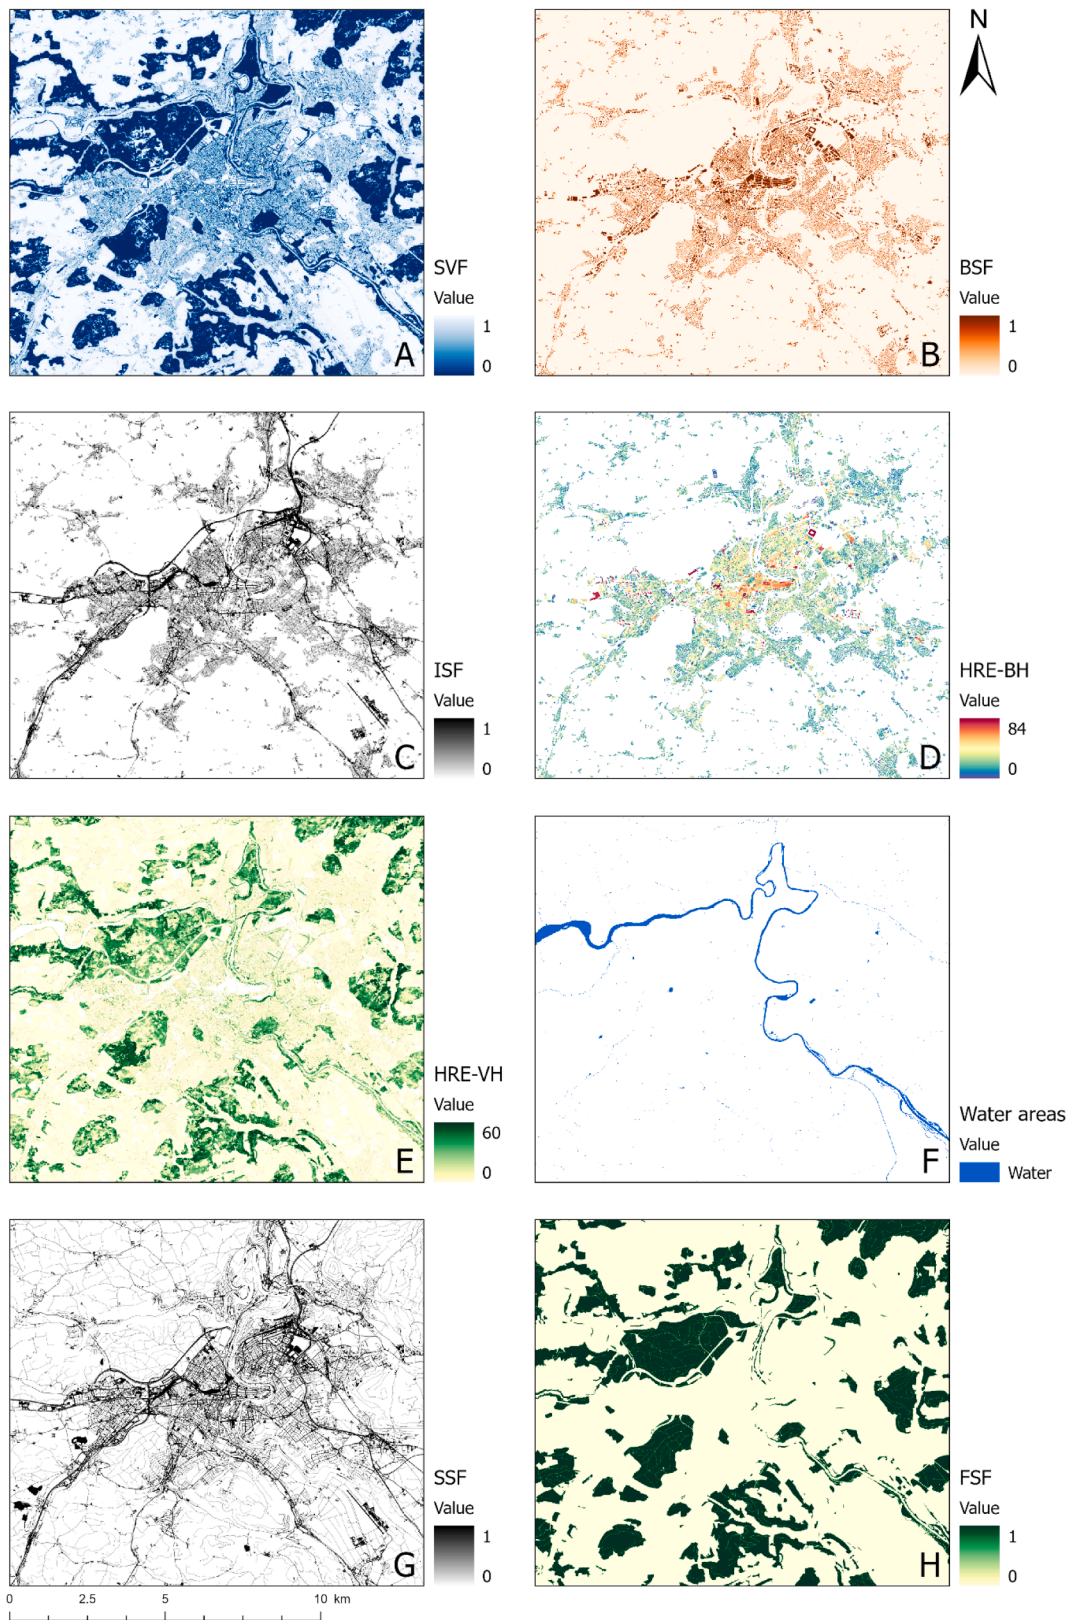 N
SVF
Value
1
0
A
BSF
Value
1
0
B
ISF
Value
1
0
C
HRE-BH
Value
84
0
D
HRE-VH
Value
60
0
E
Water areas
Value
Water
F
SSF
Value
1
0
G
FSF
Value
1
0
H
0 2.5 5 10 km